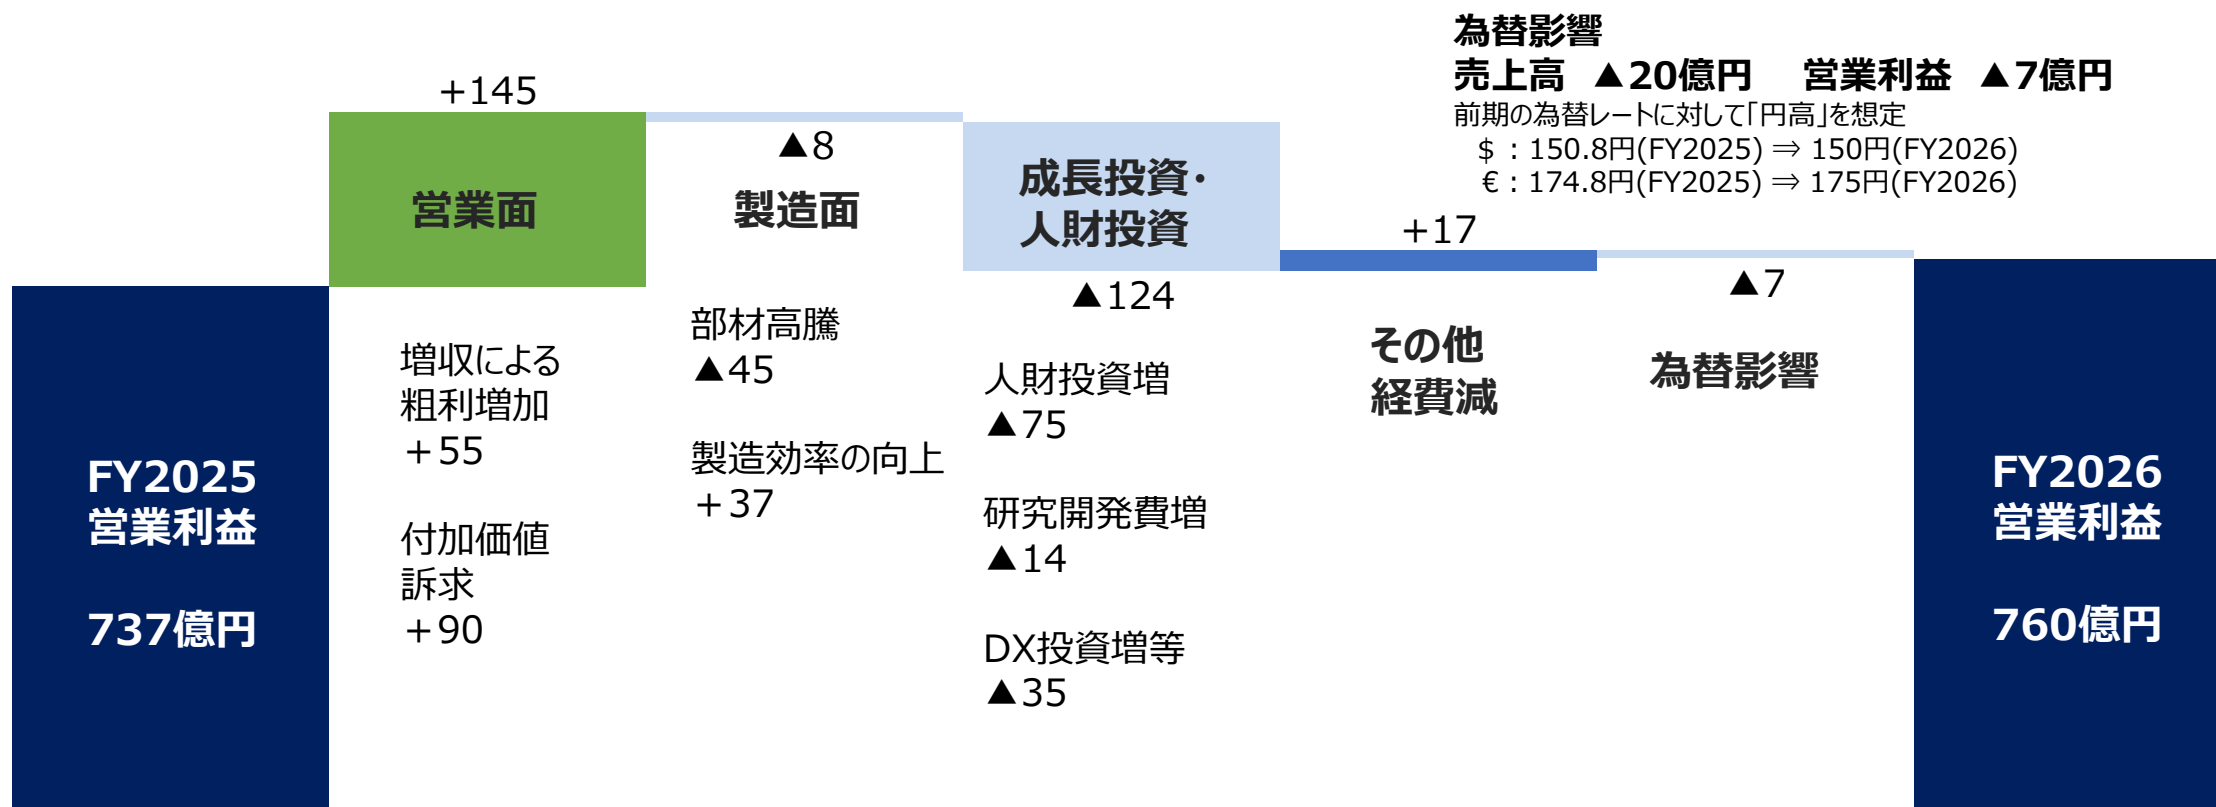 為替影響
売上高 ▲20億円 営業利益 ▲7億円
前期の為替レートに対して「円高」を想定
$：150.8円(FY2025) ⇒ 150円(FY2026)
€：174.8円(FY2025) ⇒ 175円(FY2026)
FY2025
営業利益
737億円
+145
営業面
増収による
粗利増加
＋55
付加価値
訴求
＋90
▲8
製造面
部材高騰
▲45
製造効率の向上
＋37
成長投資・
人財投資
▲124
人財投資増
▲75
研究開発費増
▲14
DX投資増等
▲35
+17
その他
経費減
▲7
為替影響
FY2026
営業利益
760億円